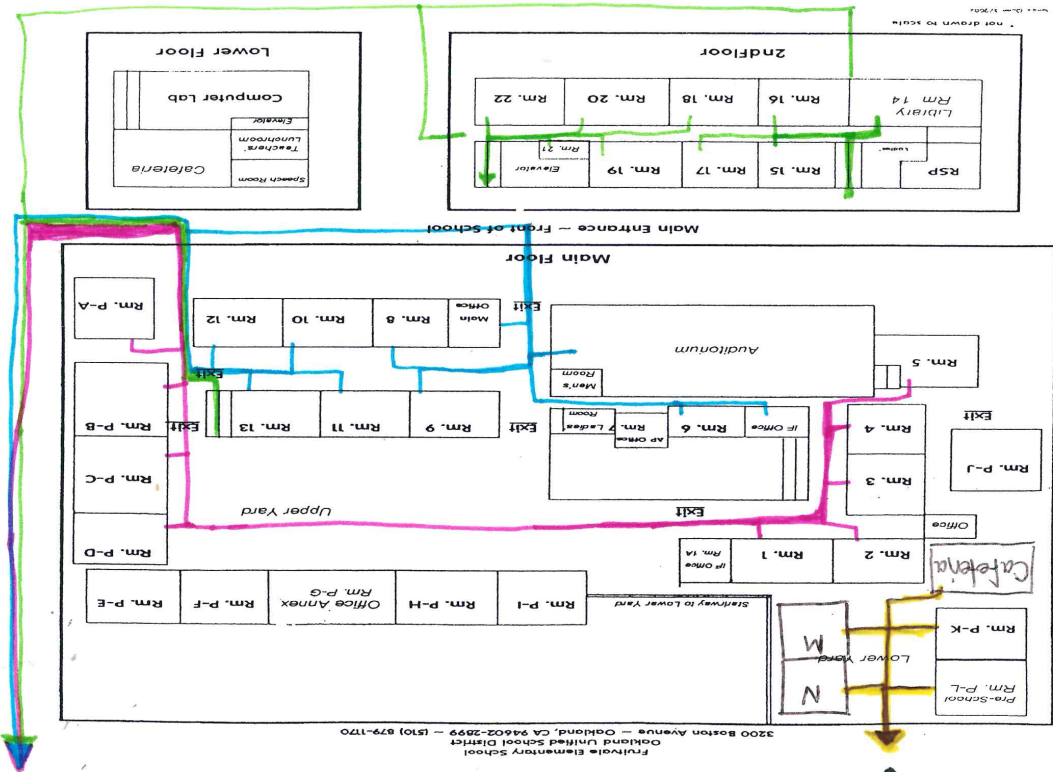 Fruitvale Elementary School
Oakland Unified School District
3200 Boston Avenue – Oakland, CA 94602-2899 – (510) 879-1170
Pre-School
Rm. P-L
N
Lower Yard
Rm. P-K
M
Stairway to Lower Yard
Rm. P-I
Rm. P-H
Office Annex
Rm. P-G
Rm. P-F
Rm. P-E
Cafeteria
Rm. 2
Rm. 1
IF Office
Rm. 1A
Rm. P-D
Office
Exit
Upper Yard
Rm. P-J
Rm. 3
Rm. P-C
Exit
Rm. 4
IF Office
Rm. 6
AP Office
Rm. 7
Ladies'
Room
Exit
Rm. 9
Rm. 11
Rm. 13
Exit
Rm. P-B
Rm. 5
Auditorium
Men's
Room
Exit
Exit
Main
Office
Rm. 8
Rm. 10
Rm. 12
Rm. P-A
Main Floor
Main Entrance – Front of School
RSP
Ladies'
Rm. 15
Rm. 17
Rm. 19
Rm. 21
Elevator
Library
Rm 14
Rm. 16
Rm. 18
Rm. 20
Rm. 22
2ndFloor
Speech Room
Teachers'
Lunchroom
Elevator
Cafeteria
Computer Lab
Lower Floor
* not drawn to scale